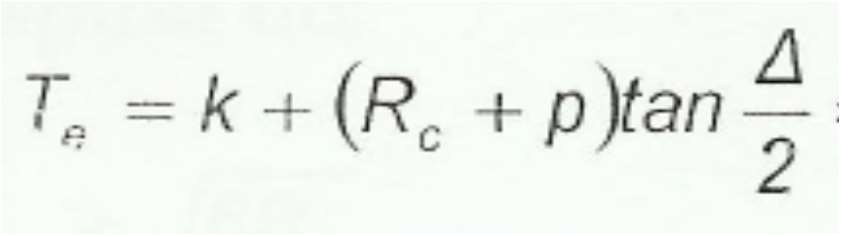 T_e = k + (R_c + p)tan Δ/2